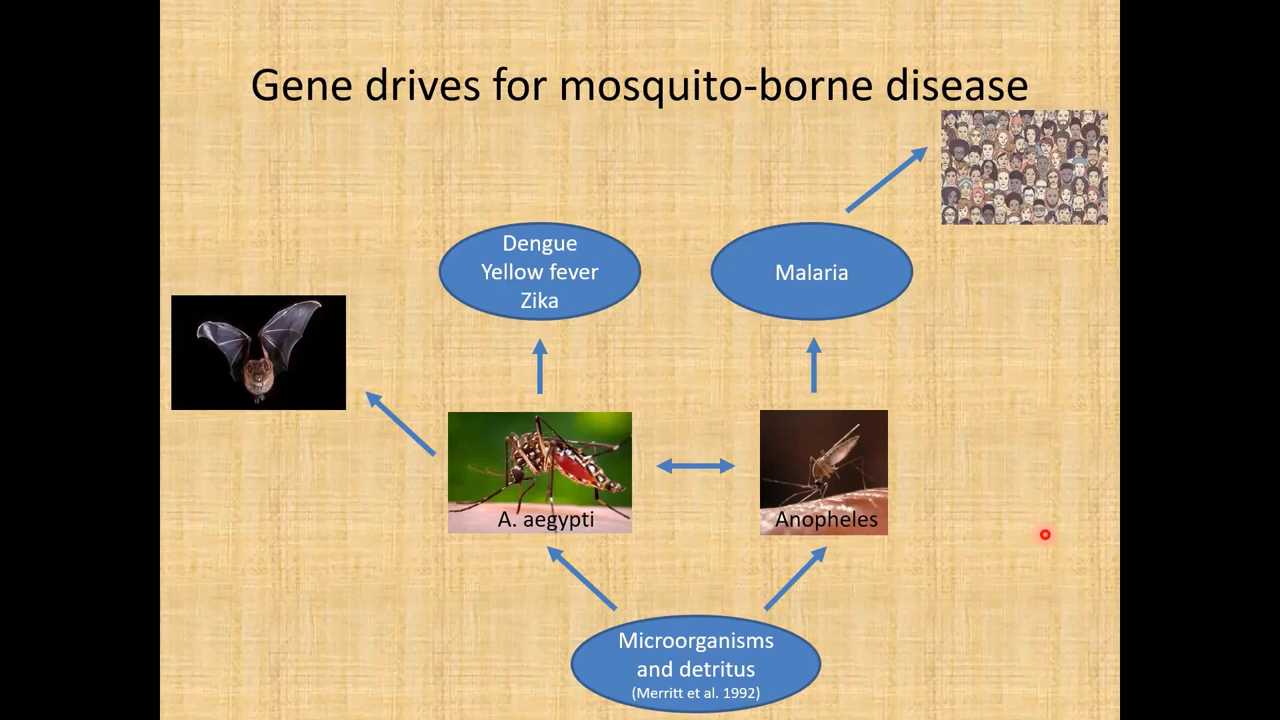 Gene drives for mosquito-borne disease
Dengue
Yellow fever
Zika
Malaria
A. aegypti
Anopheles
Microorganisms
and detritus
(Merritt et al. 1992)